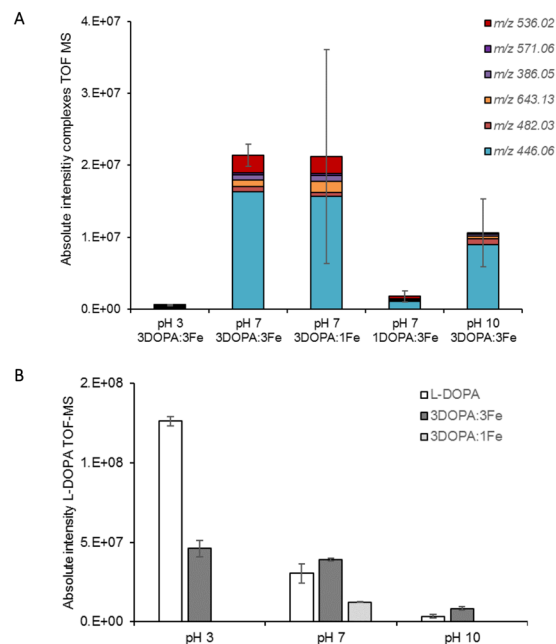 A
Absolute intensitiy complexes TOF MS
4.E+07
3.E+07
2.E+07
1.E+07
0.E+00
m/z 536.02
m/z 571.06
m/z 386.05
m/z 643.13
m/z 482.03
m/z 446.06
pH 3 pH 7 pH 7 pH 7 pH 10
3DOPA:3Fe 3DOPA:3Fe 3DOPA:1Fe 1DOPA:3Fe 3DOPA:3Fe
B
Absolute intensity L-DOPA TOF-MS
2.E+08
1.E+08
5.E+07
0.E+00
L-DOPA
3DOPA:3Fe
3DOPA:1Fe
pH 3 pH 7 pH 10